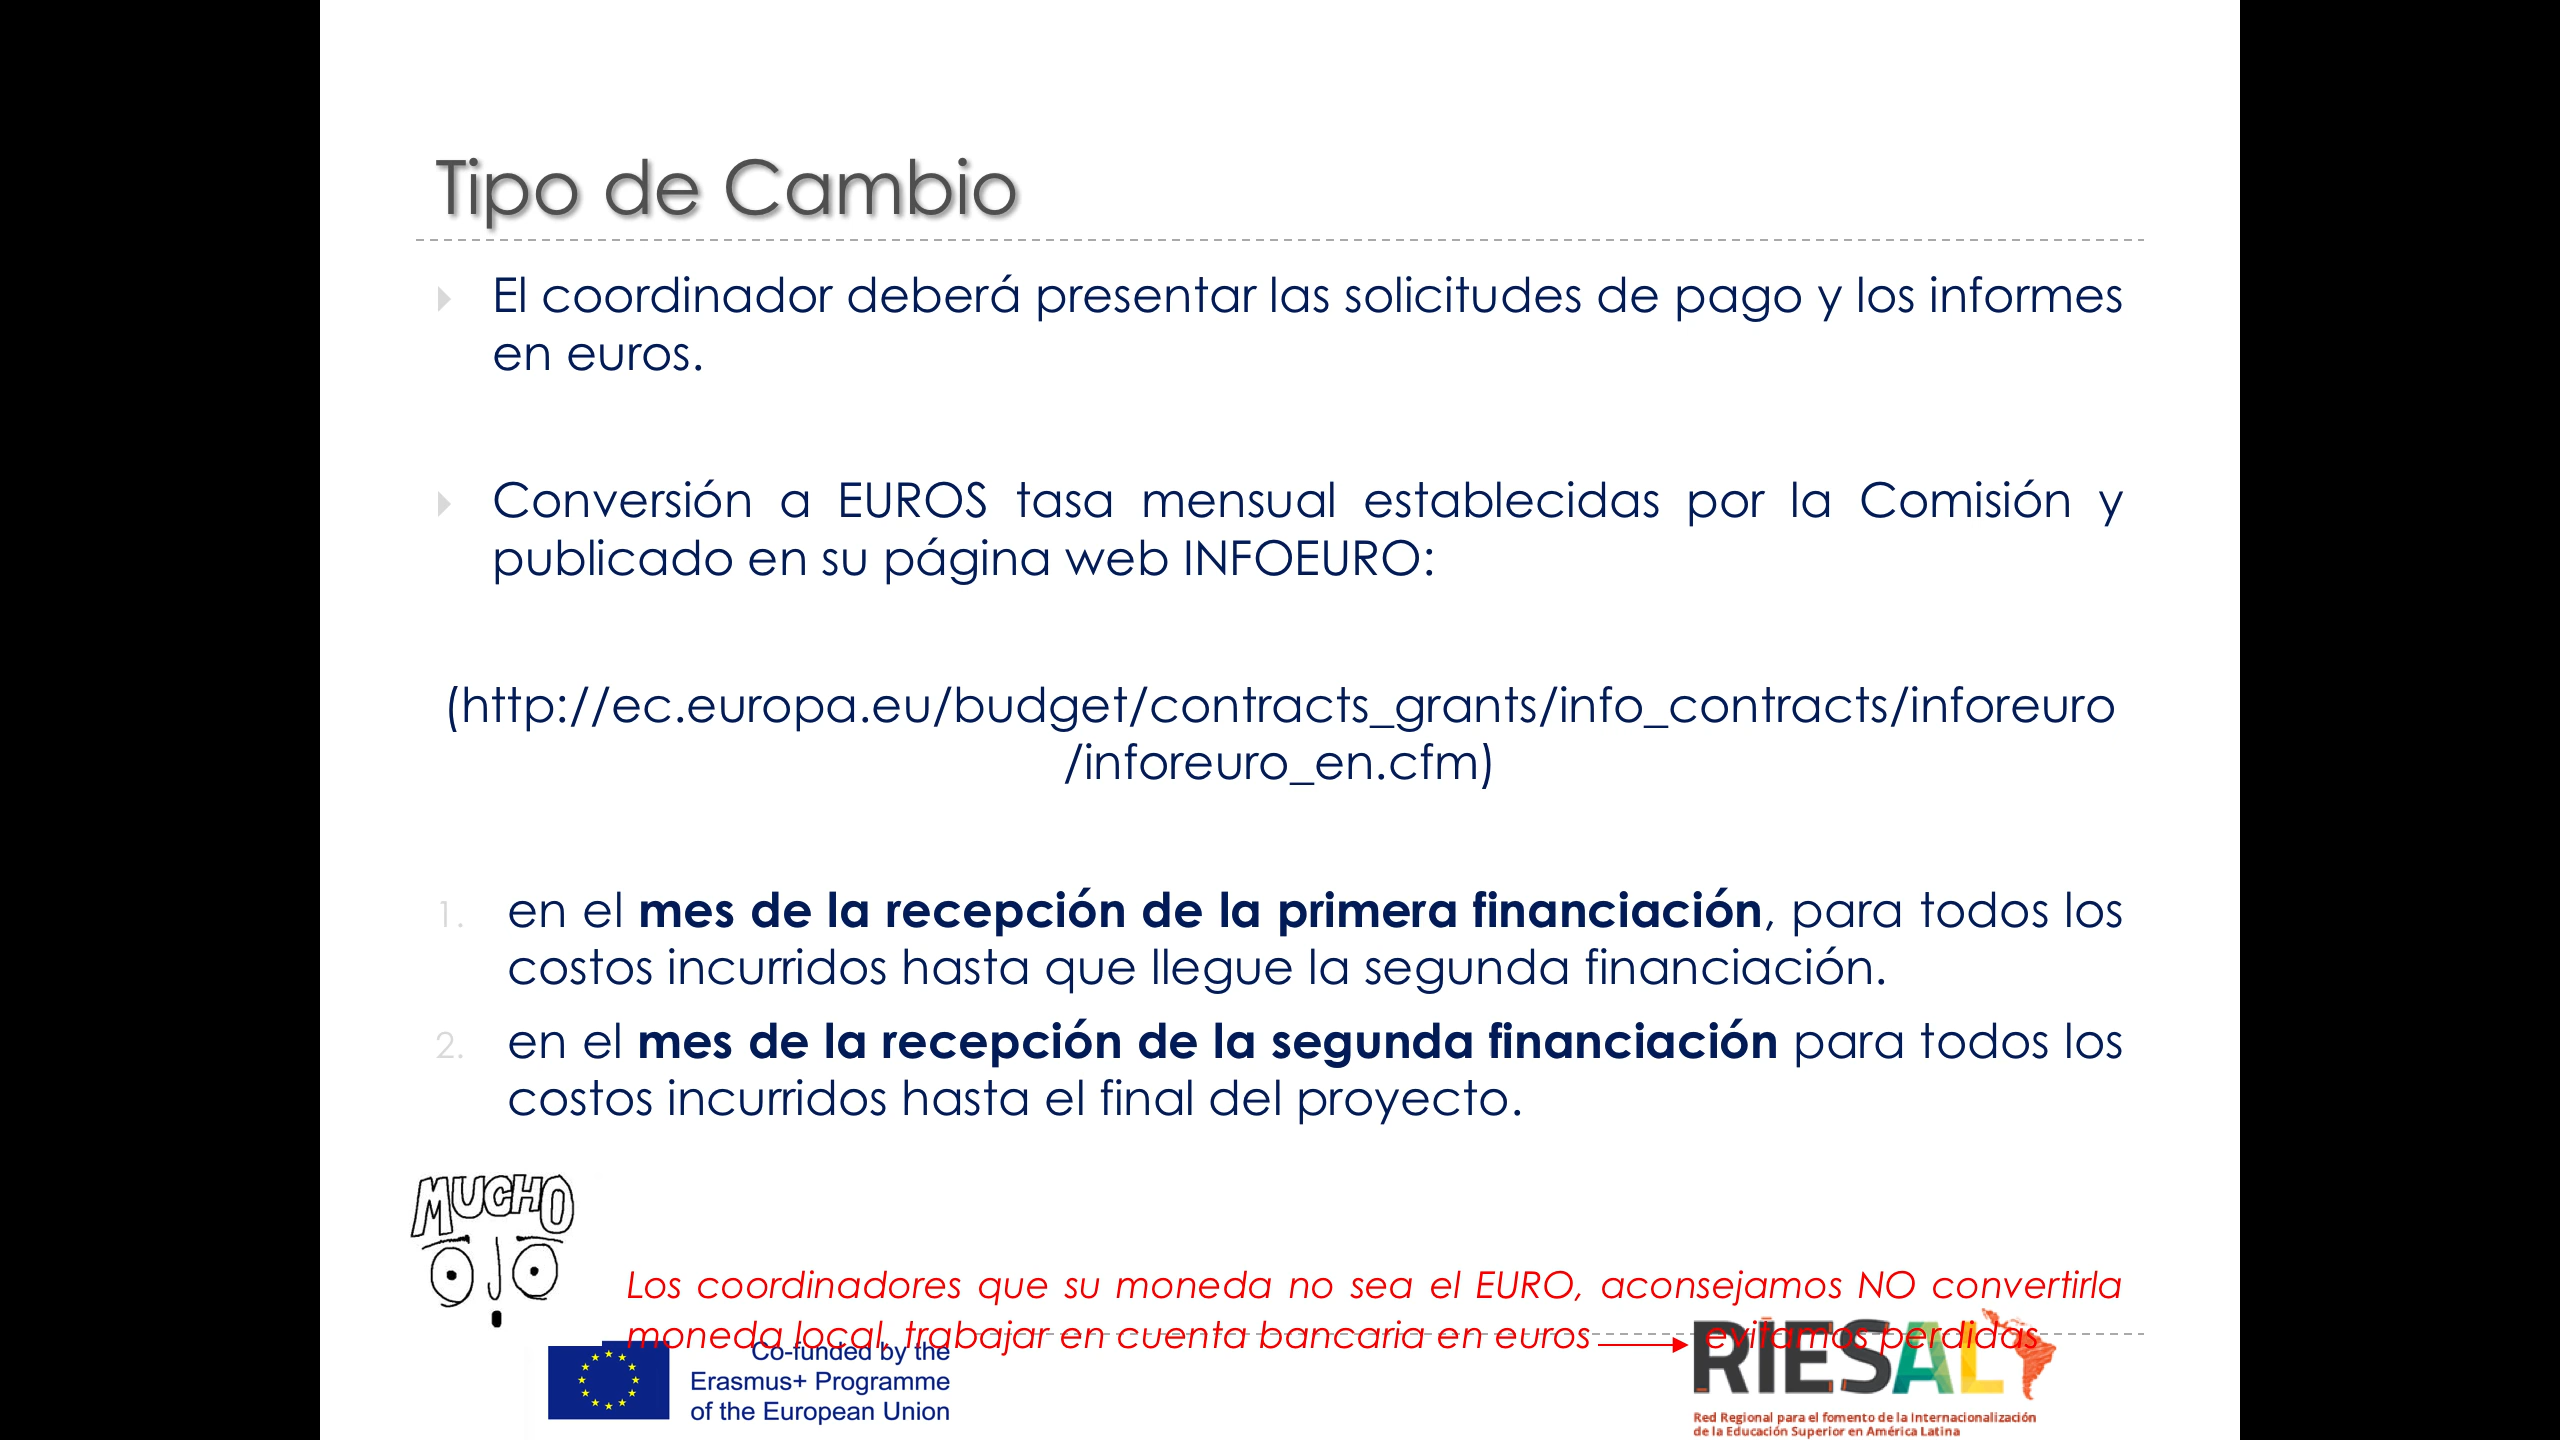 Tipo de Cambio
El coordinador deberá presentar las solicitudes de pago y los informes
en euros.
Conversión a EUROS tasa mensual establecidas por la Comisión y
publicado en su página web INFOEURO:
(http://ec.europa.eu/budget/contracts_grants/info_contracts/inforeuro
/inforeuro_en.cfm)
1. en el mes de la recepción de la primera financiación, para todos los
costos incurridos hasta que llegue la segunda financiación.
2. en el mes de la recepción de la segunda financiación para todos los
costos incurridos hasta el final del proyecto.
MUCHO
OJO
Los coordinadores que su moneda no sea el EURO, aconsejamos NO convertirla
moneda local, trabajar en cuenta bancaria en euros evitamos perdidas
Co-funded by the
Erasmus+ Programme
of the European Union
RIESAL
Red Regional para el fomento de la Internacionalización
de la Educación Superior en América Latina